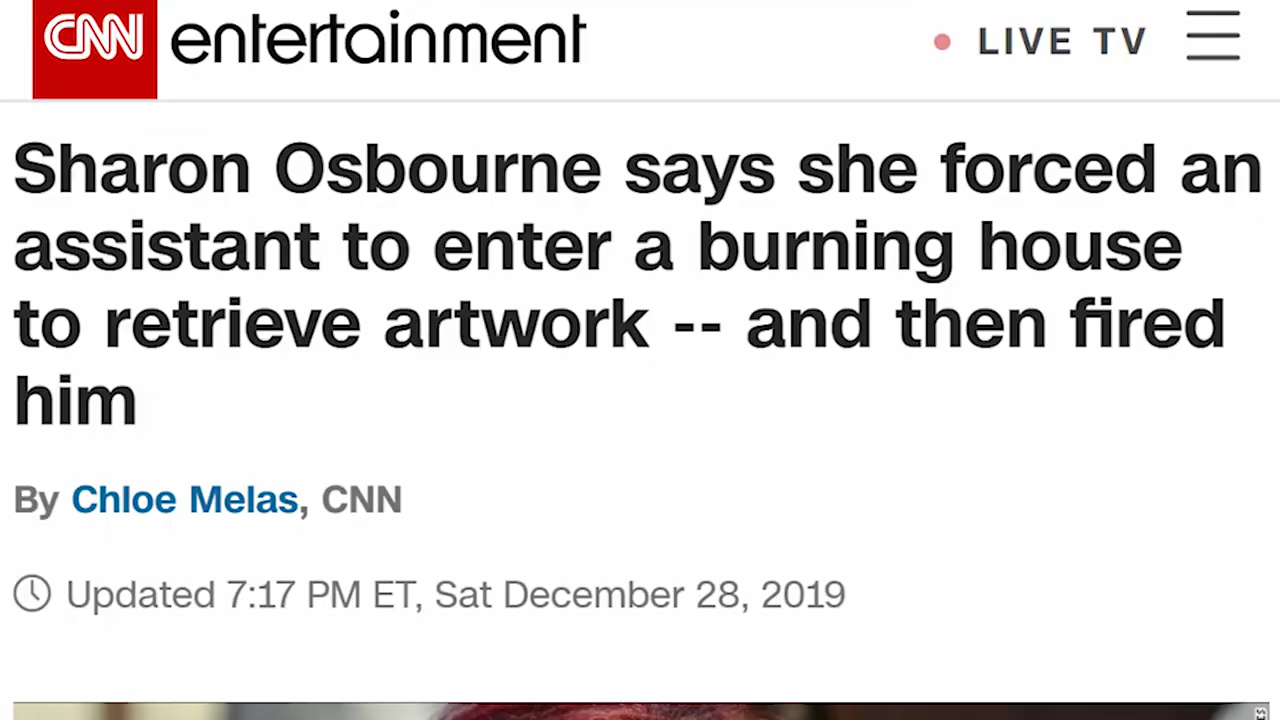 CNN entertainment LIVE TV
Sharon Osbourne says she forced an
assistant to enter a burning house
to retrieve artwork -- and then fired
him
By Chloe Melas, CNN
Updated 7:17 PM ET, Sat December 28, 2019